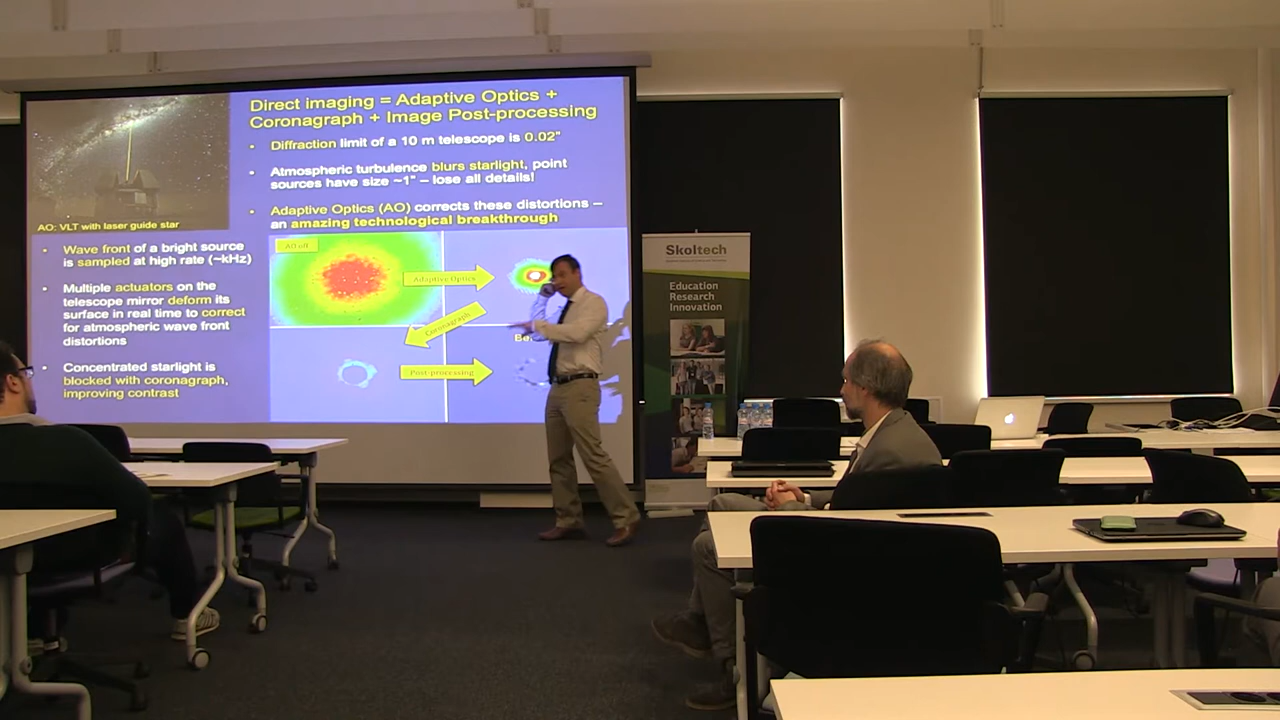 Direct imaging = Adaptive Optics +
Coronagraph + Image Post-processing
• Diffraction limit of a 10 m telescope is 0.02"
• Atmospheric turbulence blurs starlight, point
sources have size ~1" – lose all details!
• Adaptive Optics (AO) corrects these distortions –
an amazing technological breakthrough
AO: VLT with laser guide star
• Wave front of a bright source
is sampled at high rate (~kHz)
• Multiple actuators on the
telescope mirror deform its
surface in real time to correct
for atmospheric wave front
distortions
• Concentrated starlight is
blocked with coronagraph,
improving contrast
AO off
Adaptive Optics
Coronagraph
Post-processing
Skoltech
Education
Research
Innovation